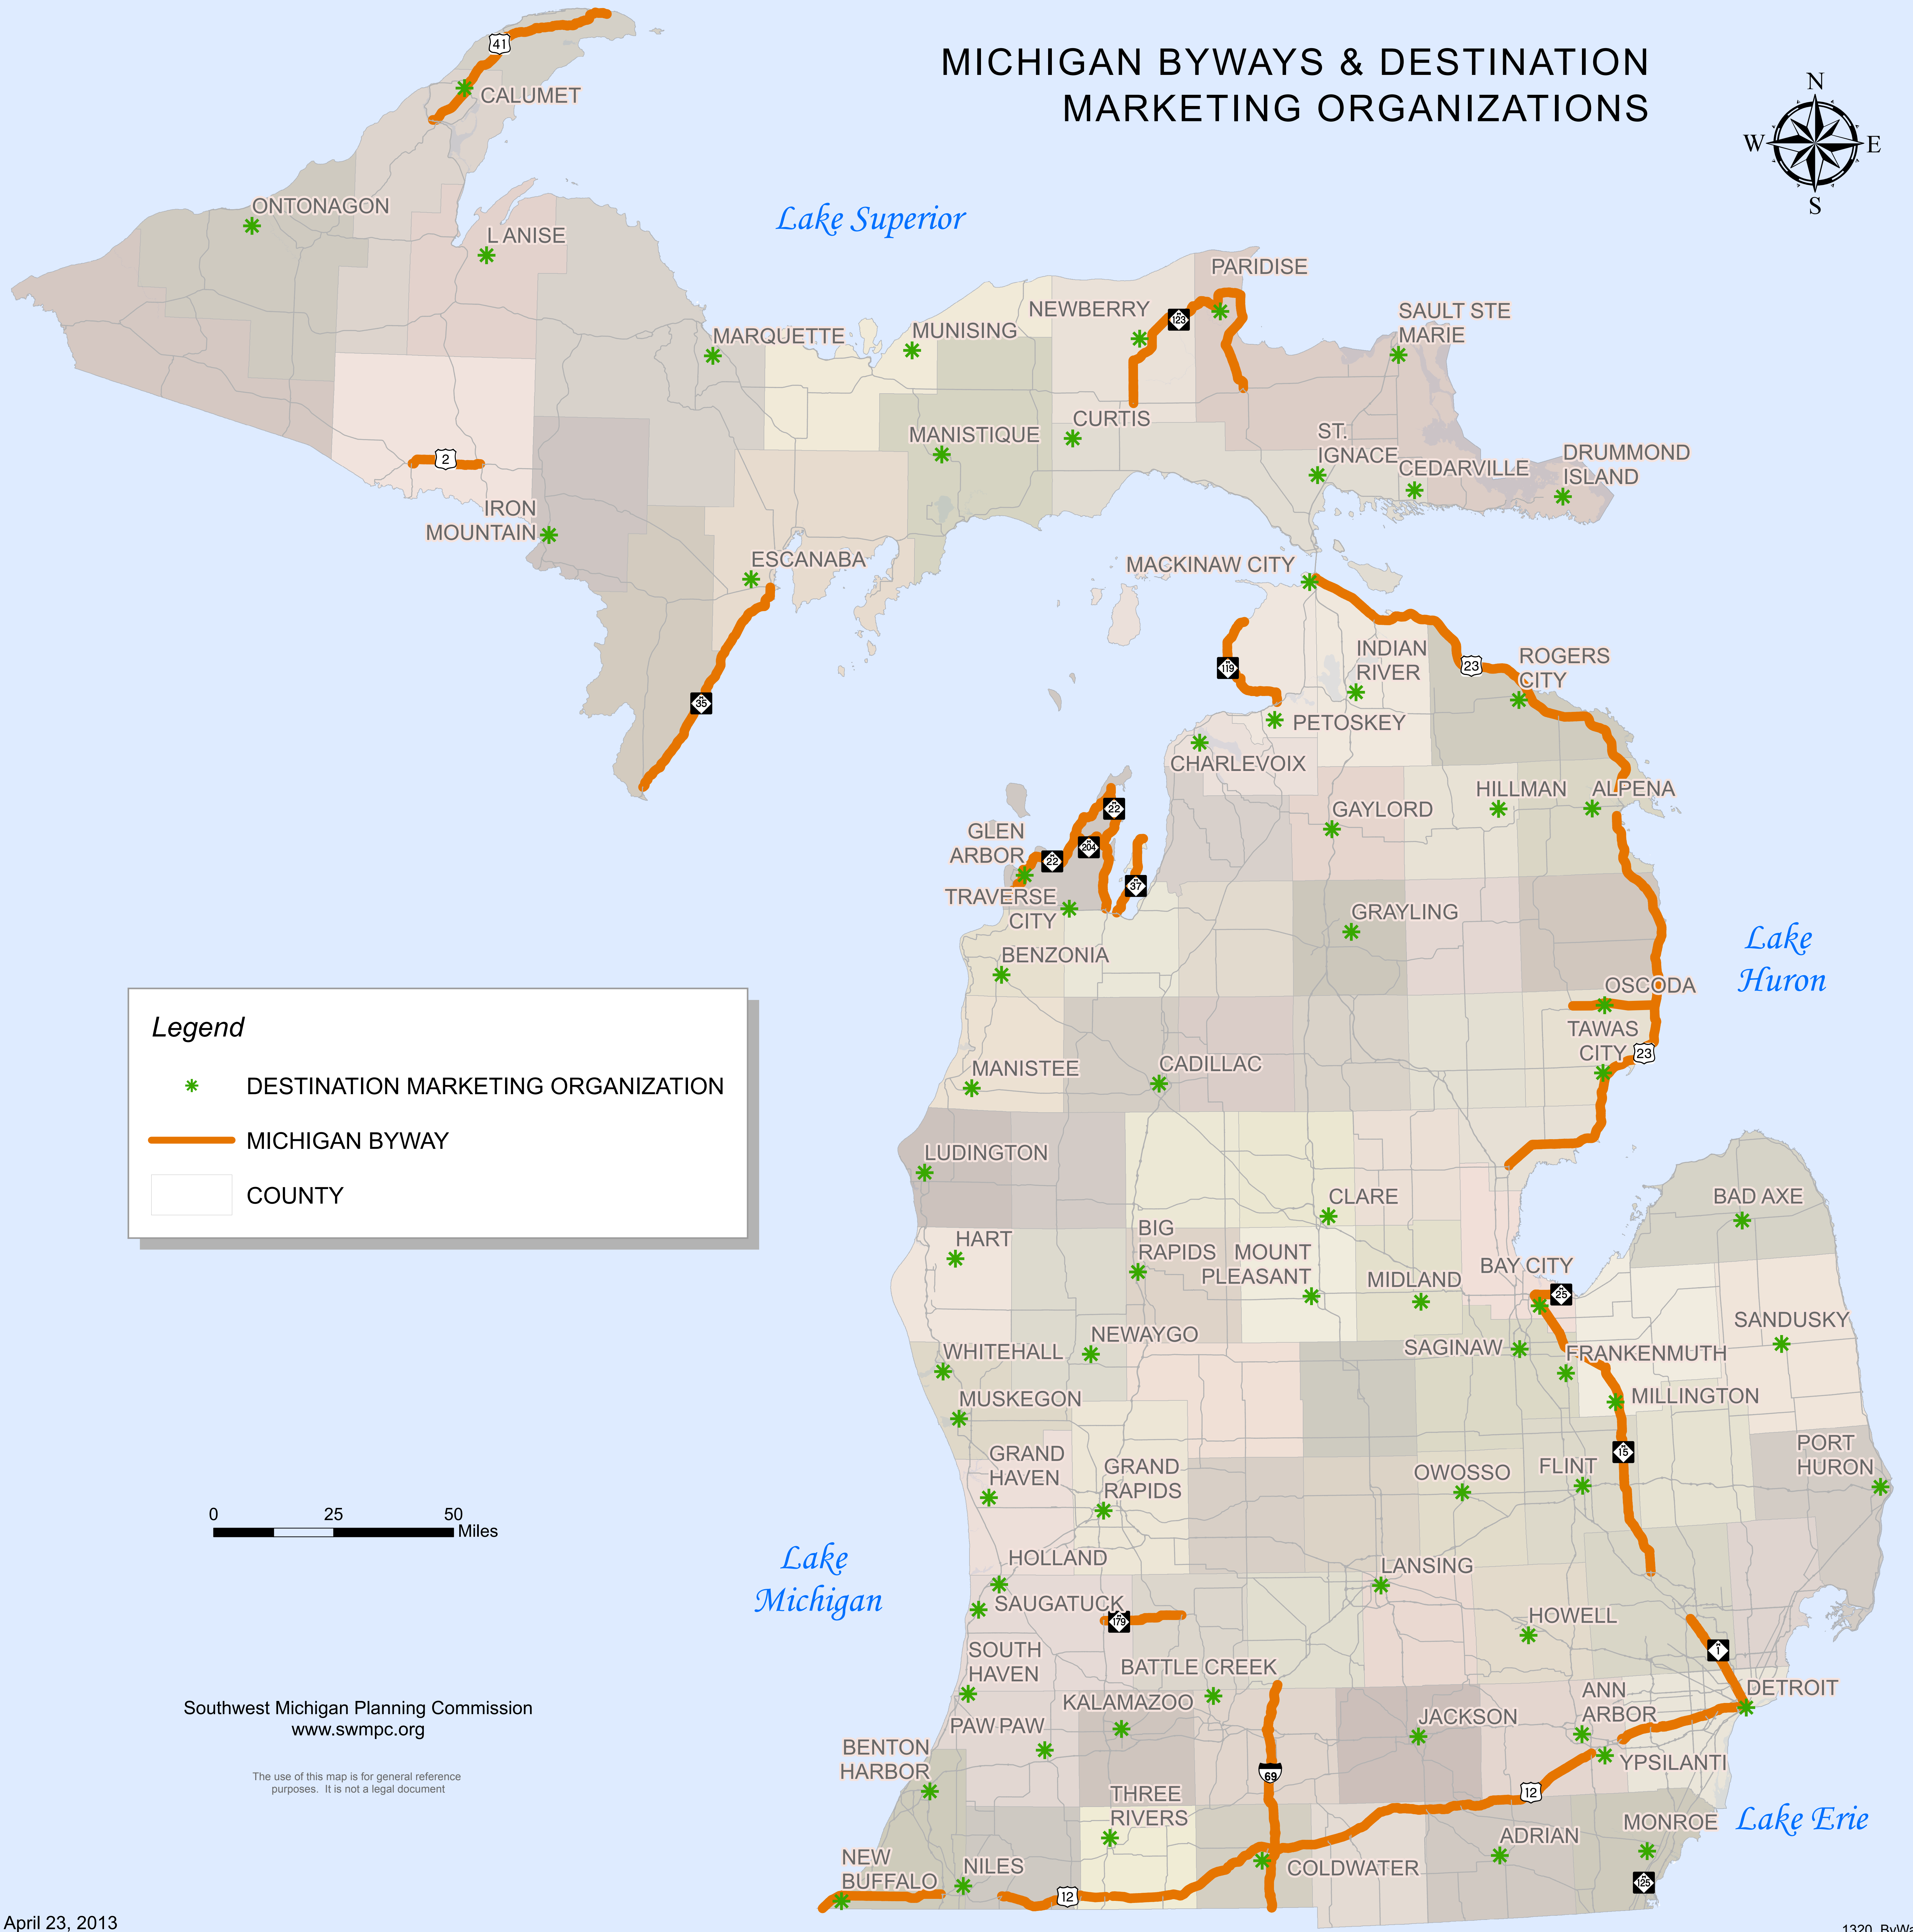 MICHIGAN BYWAYS & DESTINATION
MARKETING ORGANIZATIONS
N
W
E
S
41
CALUMET
ONTONAGON
L ANISE
Lake Superior
PARIDISE
NEWBERRY
M
123
SAULT STE
MARIE
MARQUETTE
MUNISING
CURTIS
MANISTIQUE
ST.
IGNACE
CEDARVILLE
DRUMMOND
ISLAND
2
IRON
MOUNTAIN
ESCANABA
MACKINAW CITY
M
35
M
119
INDIAN
RIVER
23
ROGERS
CITY
PETOSKEY
CHARLEVOIX
HILLMAN
ALPENA
GAYLORD
M
22
GLEN
ARBOR
M
204
M
22
M
37
TRAVERSE
CITY
GRAYLING
Lake
Huron
BENZONIA
OSCODA
TAWAS
CITY
23
MANISTEE
CADILLAC
Legend
DESTINATION MARKETING ORGANIZATION
MICHIGAN BYWAY
COUNTY
LUDINGTON
CLARE
BAD AXE
HART
BIG
RAPIDS
MOUNT
PLEASANT
MIDLAND
BAY CITY
M
25
SANDUSKY
NEWAYGO
WHITEHALL
SAGINAW
FRANKENMUTH
MUSKEGON
MILLINGTON
M
15
PORT
HURON
GRAND
HAVEN
GRAND
RAPIDS
OWOSSO
FLINT
0 25 50
Miles
Lake
Michigan
HOLLAND
LANSING
SAUGATUCK
M
179
HOWELL
SOUTH
HAVEN
BATTLE CREEK
M
1
Southwest Michigan Planning Commission
www.swmpc.org
KALAMAZOO
ANN
ARBOR
DETROIT
PAW PAW
JACKSON
BENTON
HARBOR
The use of this map is for general reference
purposes. It is not a legal document
69
YPSILANTI
12
THREE
RIVERS
Lake Erie
MONROE
ADRIAN
NEW
BUFFALO
NILES
COLDWATER
12
M
125
April 23, 2013